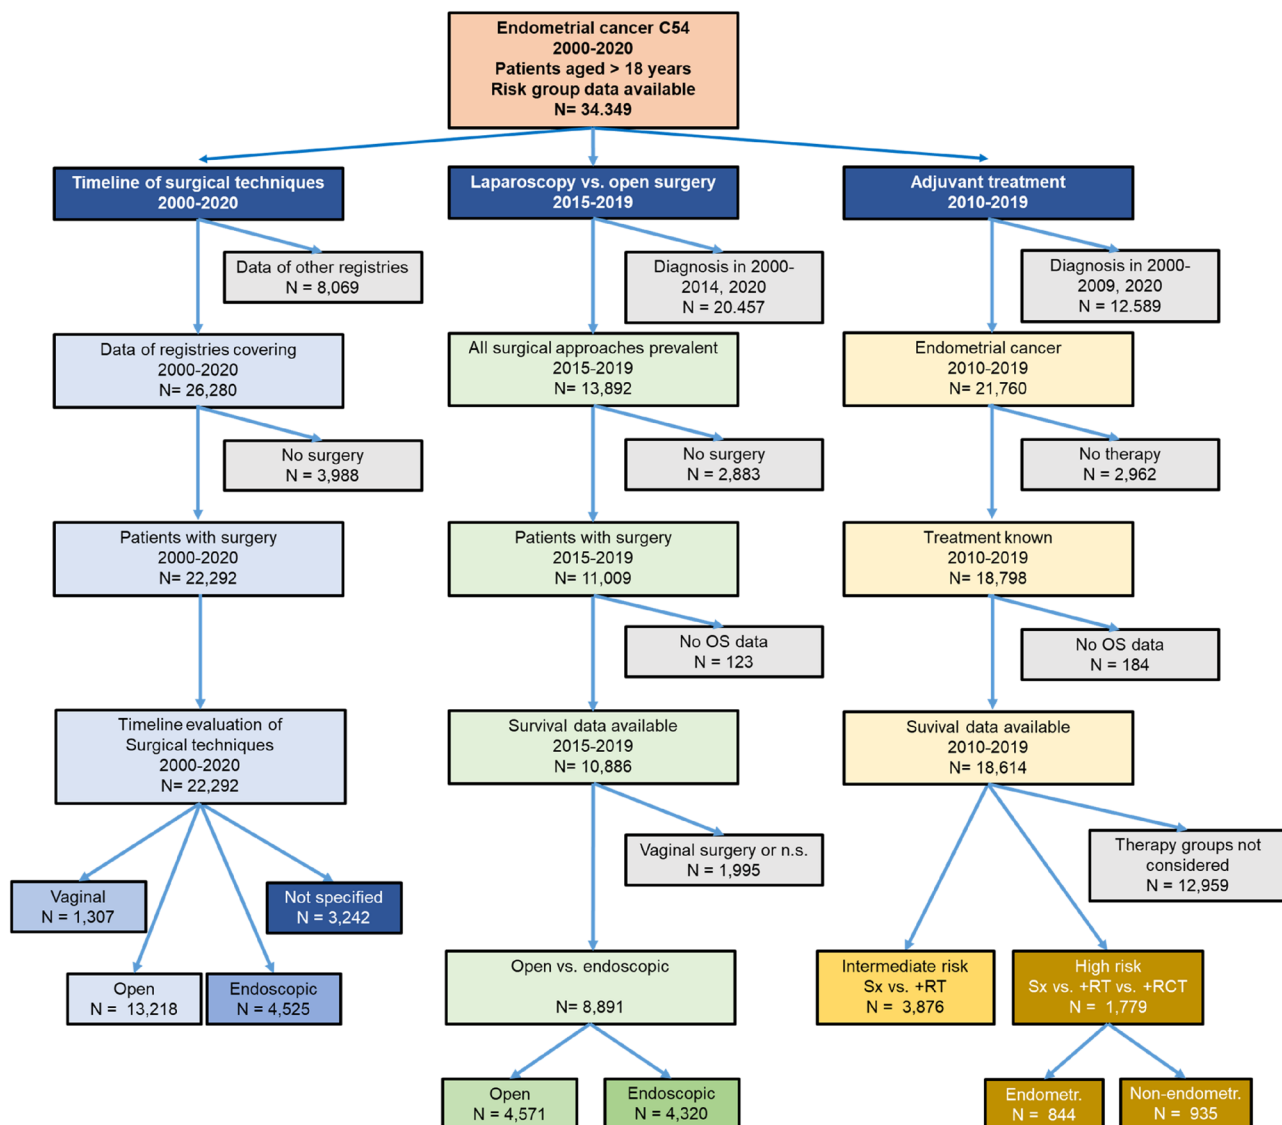 Endometrial cancer C54
2000-2020
Patients aged > 18 years
Risk group data available
N= 34.349
Timeline of surgical techniques
2000-2020
Laparoscopy vs. open surgery
2015-2019
Adjuvant treatment
2010-2019
Data of other registries
N = 8,069
Diagnosis in 2000-
2014, 2020
N = 20.457
Diagnosis in 2000-
2009, 2020
N = 12.589
Data of registries covering
2000-2020
N= 26,280
All surgical approaches prevalent
2015-2019
N= 13,892
Endometrial cancer
2010-2019
N= 21,760
No surgery
N = 3,988
No surgery
N = 2,883
No therapy
N = 2,962
Patients with surgery
2000-2020
N= 22,292
Patients with surgery
2015-2019
N= 11,009
Treatment known
2010-2019
N= 18,798
No OS data
N = 123
No OS data
N = 184
Timeline evaluation of
Surgical techniques
2000-2020
N= 22,292
Survival data available
2015-2019
N= 10,886
Suvival data available
2010-2019
N= 18,614
Vaginal surgery or n.s.
N = 1,995
Therapy groups not
considered
N = 12,959
Vaginal
N = 1,307
Not specified
N = 3,242
Open
N = 13,218
Endoscopic
N = 4,525
Open vs. endoscopic
N= 8,891
Intermediate risk
Sx vs. +RT
N = 3,876
High risk
Sx vs. +RT vs. +RCT
N = 1,779
Open
N = 4,571
Endoscopic
N = 4,320
Endometr.
N = 844
Non-endometr.
N = 935